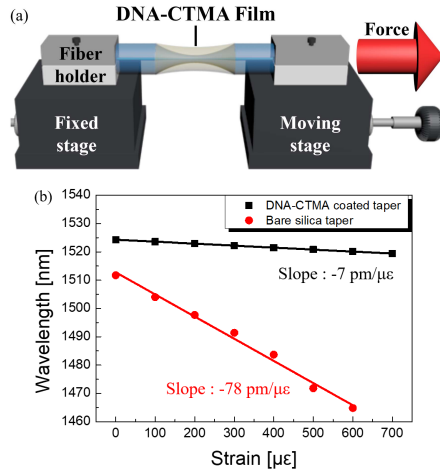 (a)
DNA-CTMA Film
Force
Fiber
holder
Fixed
stage
Moving
stage
(b)
1540
1530
1520
1510
1500
1490
1480
1470
1460
Wavelength [nm]
DNA-CTMA coated taper
Bare silica taper
Slope : -7 pm/με
Slope : -78 pm/με
0 100 200 300 400 500 600 700
Strain [με]